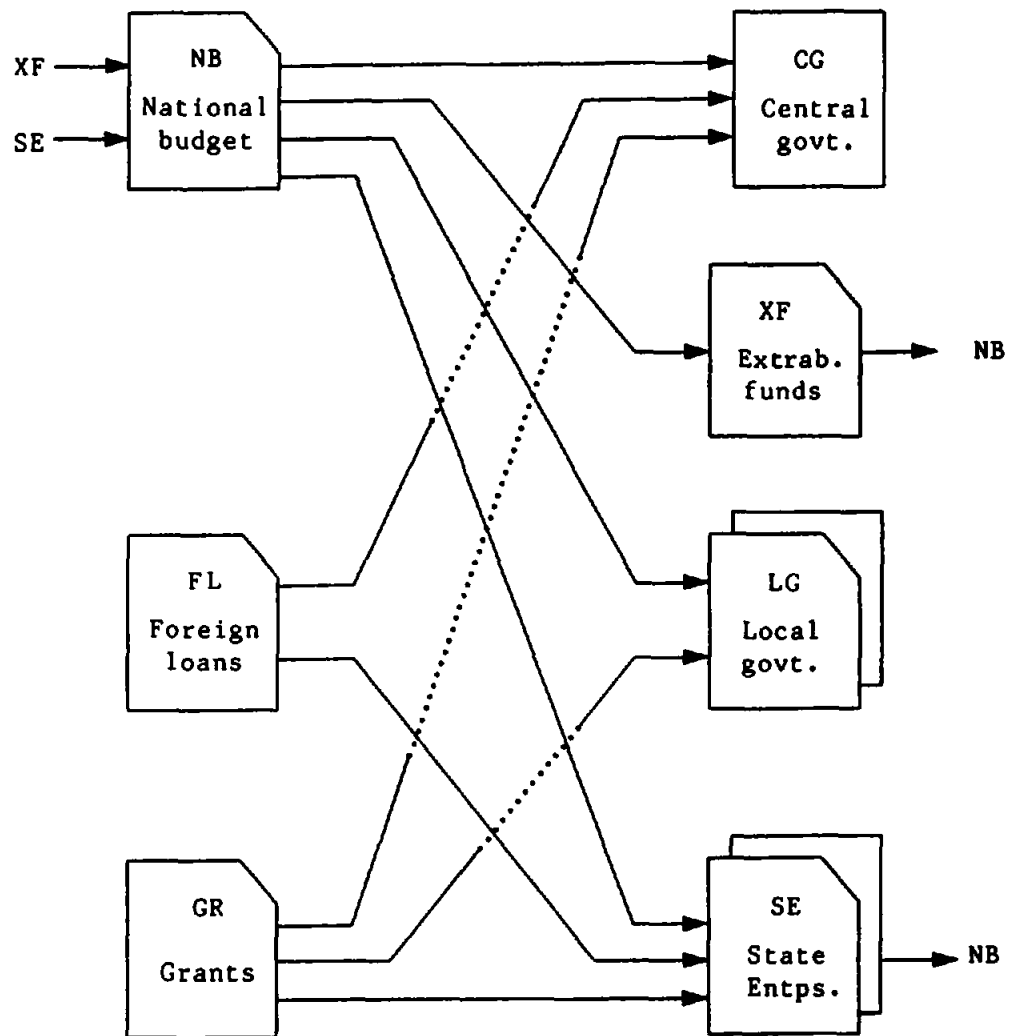 XF
SE
NB
National
budget
CG
Central
govt.
XF
Extrab.
funds
NB
FL
Foreign
loans
LG
Local
govt.
GR
Grants
SE
State
Entps.
NB